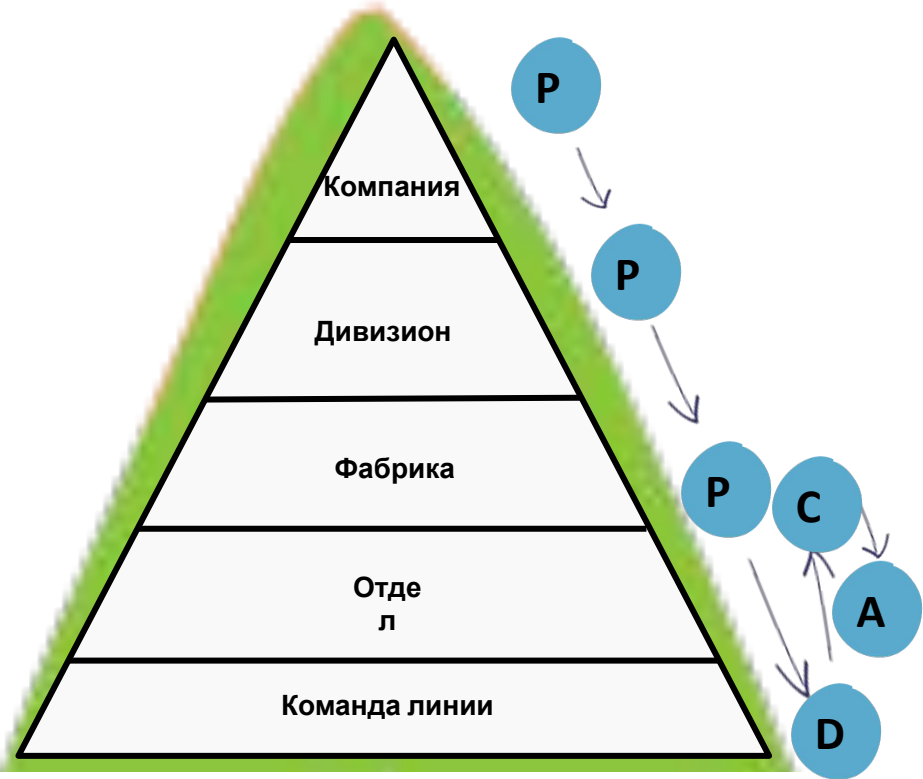 P
Компания
P
Дивизион
Фабрика
P
C
Отде
л
A
Команда линии
D